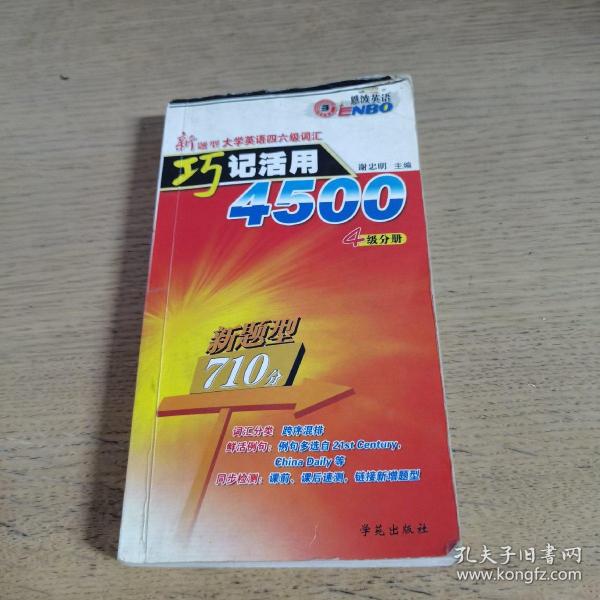 恩波英语
ENBO
新题型 大学英语四六级词汇
巧记活用
谢忠明 主编
4500
4级分册
新题型
710分
词汇分类 跨序混排
鲜活例句：例句多选自21st Century,
China Daily 等
同步检测：课前、课后速测，链接新增题型
学苑出版社
孔夫子旧书网
www.kongfz.com